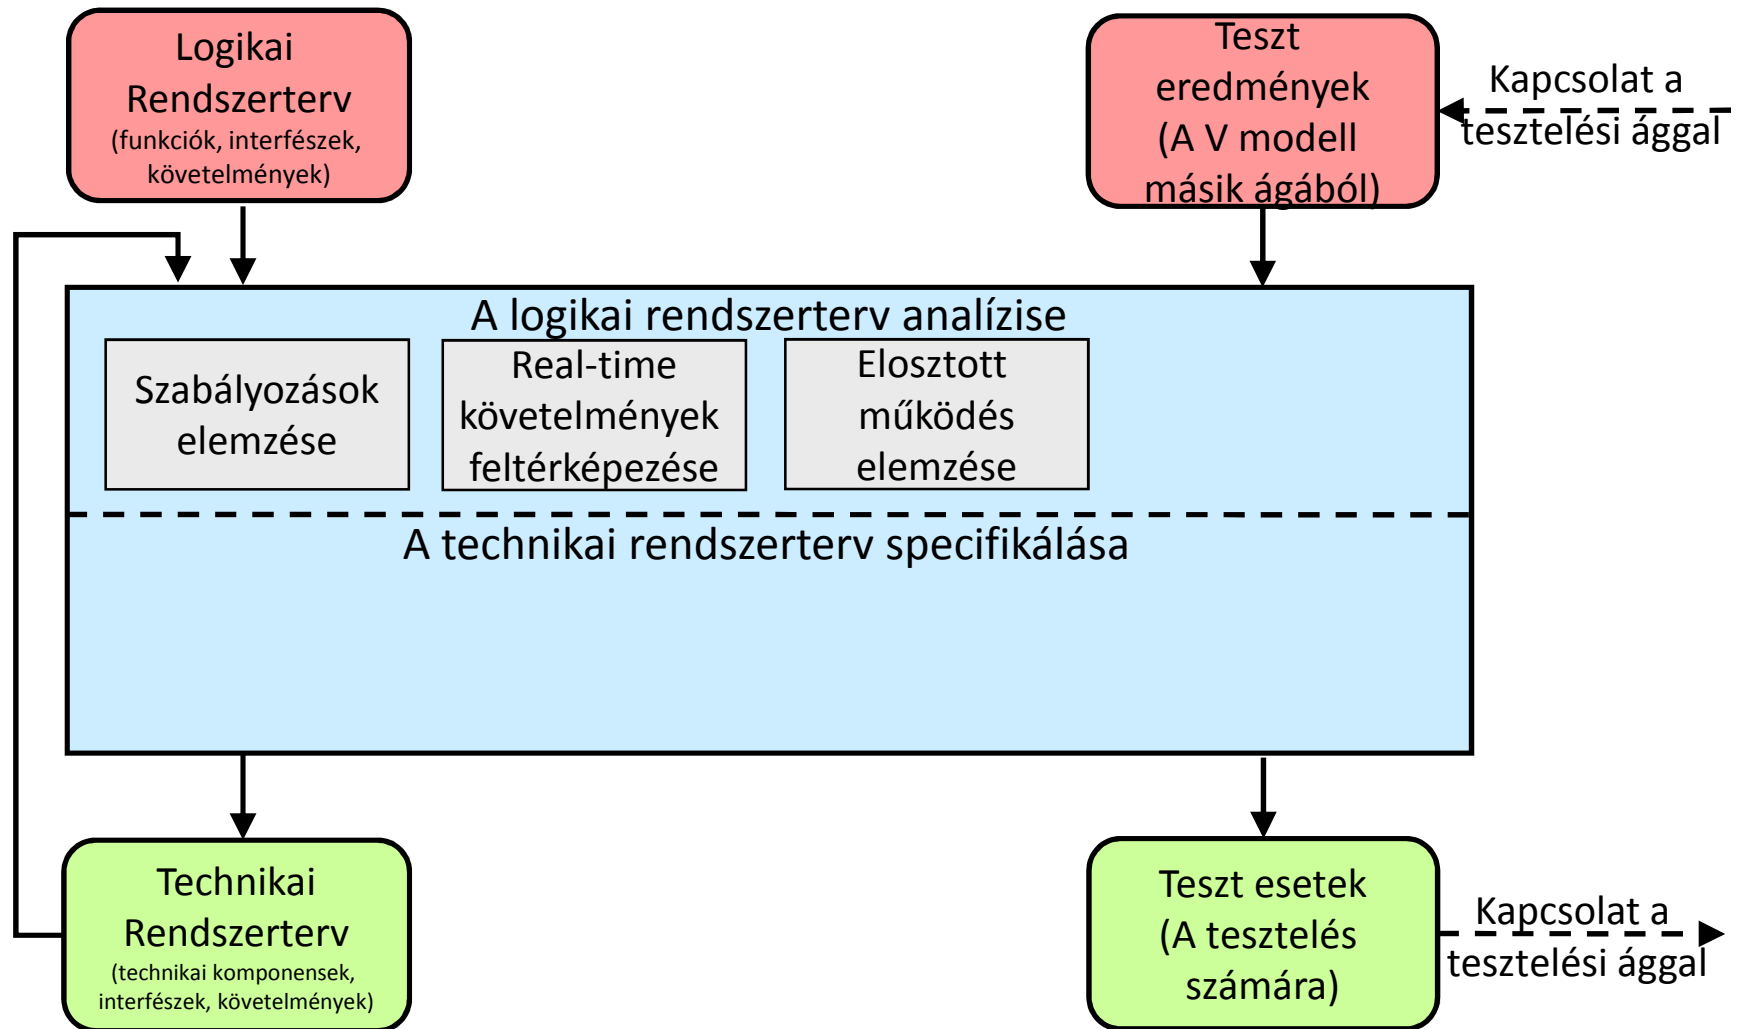 Logikai
Rendszerterv
(funkciók, interfészek,
követelmények)
Teszt
eredmények
(A V modell
másik ágából)
Kapcsolat a
tesztelési ággal
A logikai rendszerterv analízise
Szabályozások
elemzése
Real-time
követelmények
feltérképezése
Elosztott
működés
elemzése
A technikai rendszerterv specifikálása
Technikai
Rendszerterv
(technikai komponensek,
interfészek, követelmények)
Teszt esetek
(A tesztelés
számára)
Kapcsolat a
tesztelési ággal